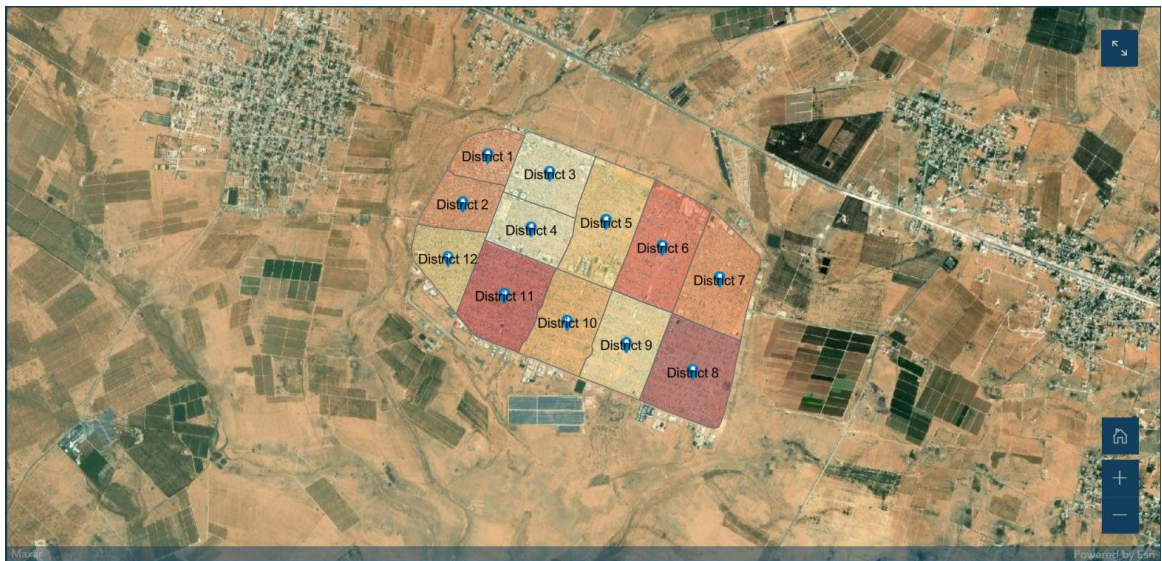 District 1
District 3
District 2
District 4
District 5
District 6
District 12
District 7
District 11
District 10
District 9
District 8
Maxar
Powered by Esri